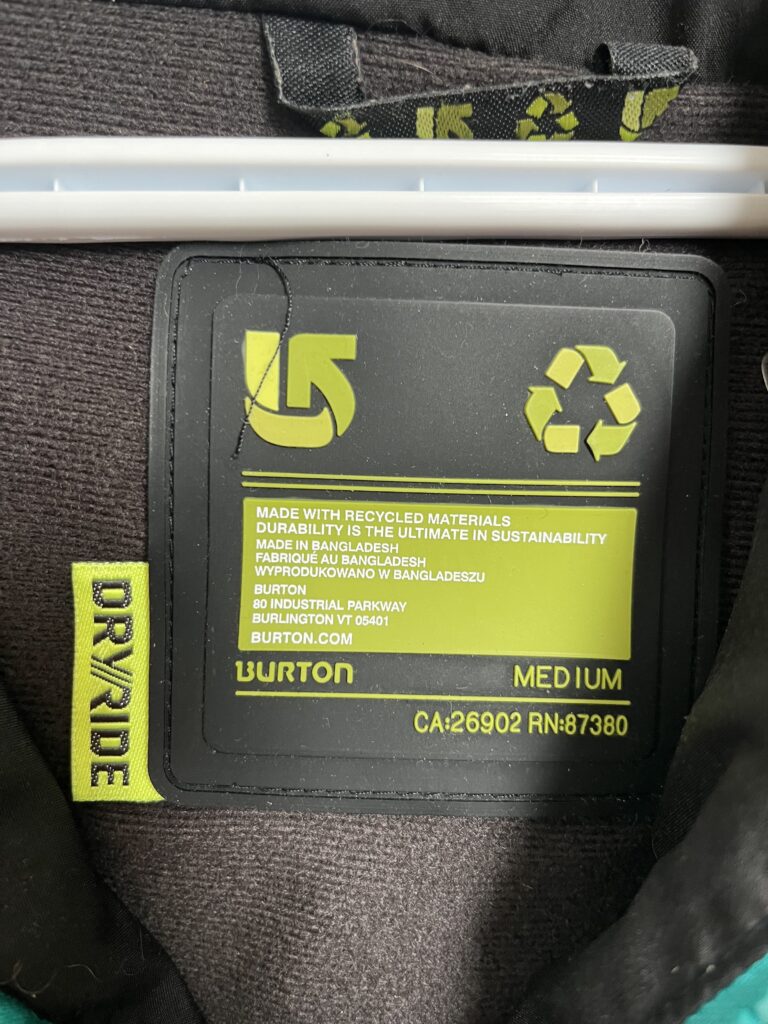 MADE WITH RECYCLED MATERIALS
DURABILITY IS THE ULTIMATE IN SUSTAINABILITY
MADE IN BANGLADESH
FABRIQUÉ AU BANGLADESH
WYPRODUKOWANO W BANGLADESZU
BURTON
80 INDUSTRIAL PARKWAY
BURLINGTON VT 05401
BURTON.COM
BURTON MEDIUM
CA:26902 RN:87380
DRY//RIDE